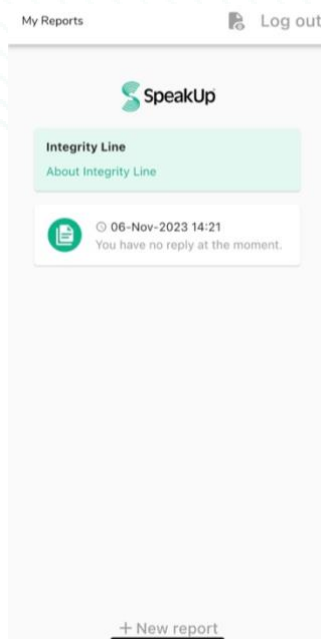 My Reports
Log out
SpeakUp
Integrity Line
About Integrity Line
06-Nov-2023 14:21
You have no reply at the moment.
+ New report